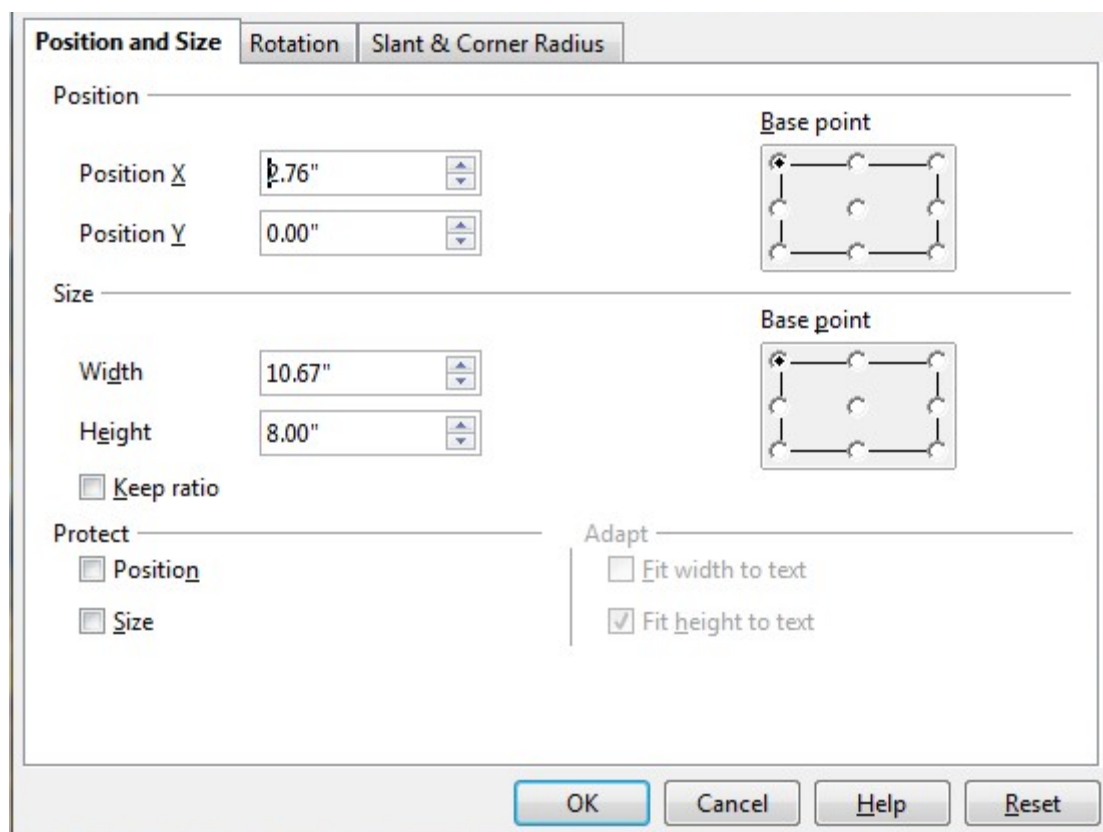 Position and Size Rotation Slant & Corner Radius
Position
Base point
Position X 2.76"
Position Y 0.00"
Size
Base point
Width 10.67"
Height 8.00"
Keep ratio
Protect Adapt
Position Fit width to text
Size Fit height to text
OK Cancel Help Reset